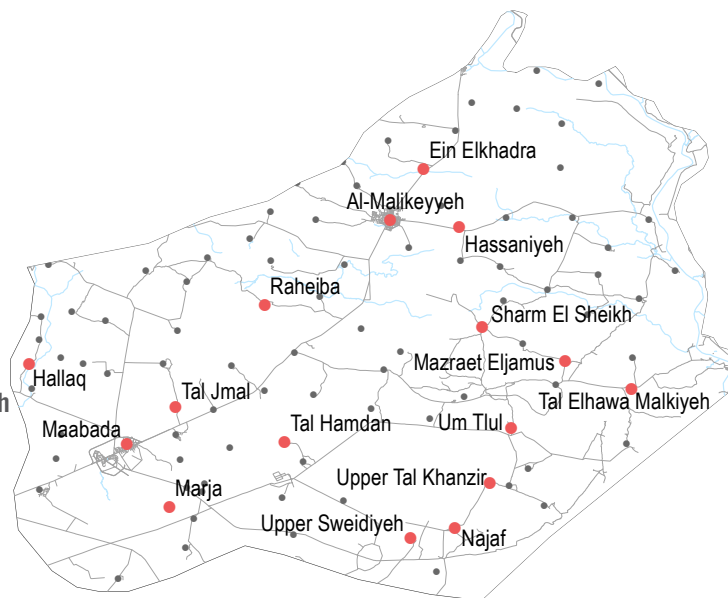 Ein Elkhadra
Al-Malikeyyeh
Hassaniyeh
Raheiba
Sharm El Sheikh
Mazraet Eljamus
Hallaq
Tal Jmal
Tal Elhawa Malkiyeh
h
Maabada
Tal Hamdan
Um Tlul
Upper Tal Khanzir
Marja
Upper Sweidiyeh
Najaf